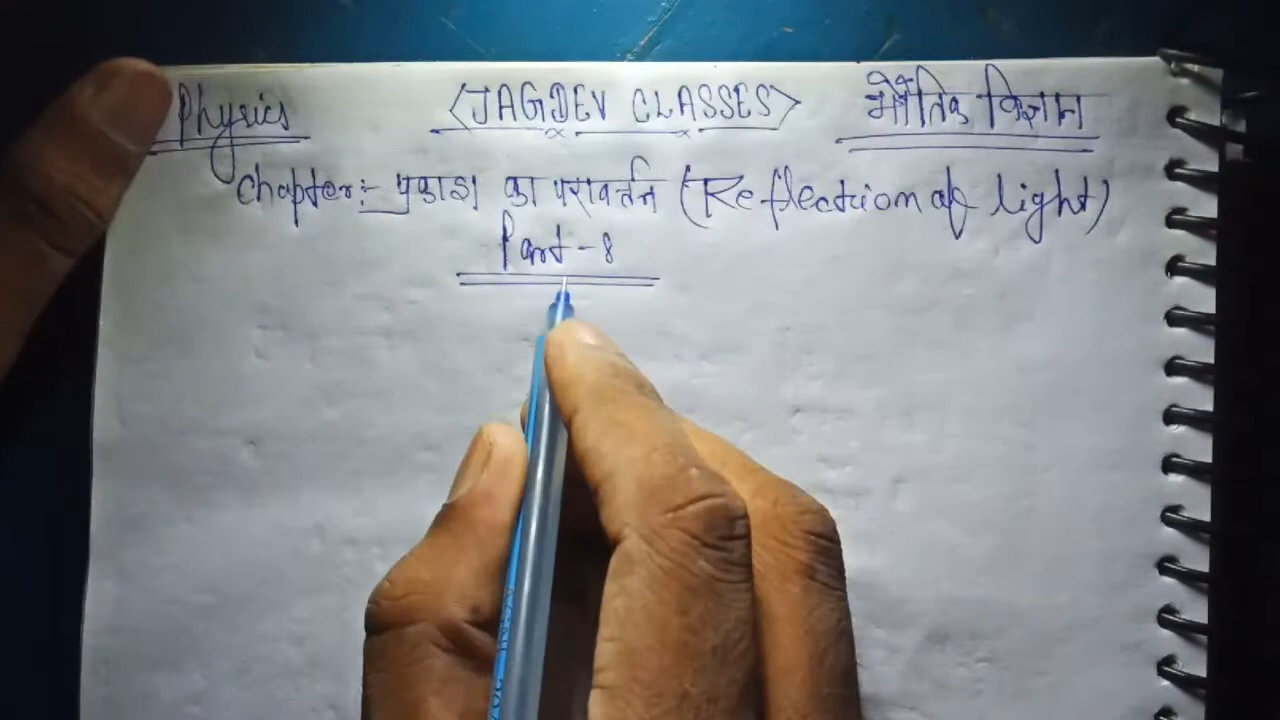 Physics <JAGDEV CLASSES> भौतिक विज्ञान
Chapter:- प्रकाश का परावर्तन (Reflection of light)
Part - 8